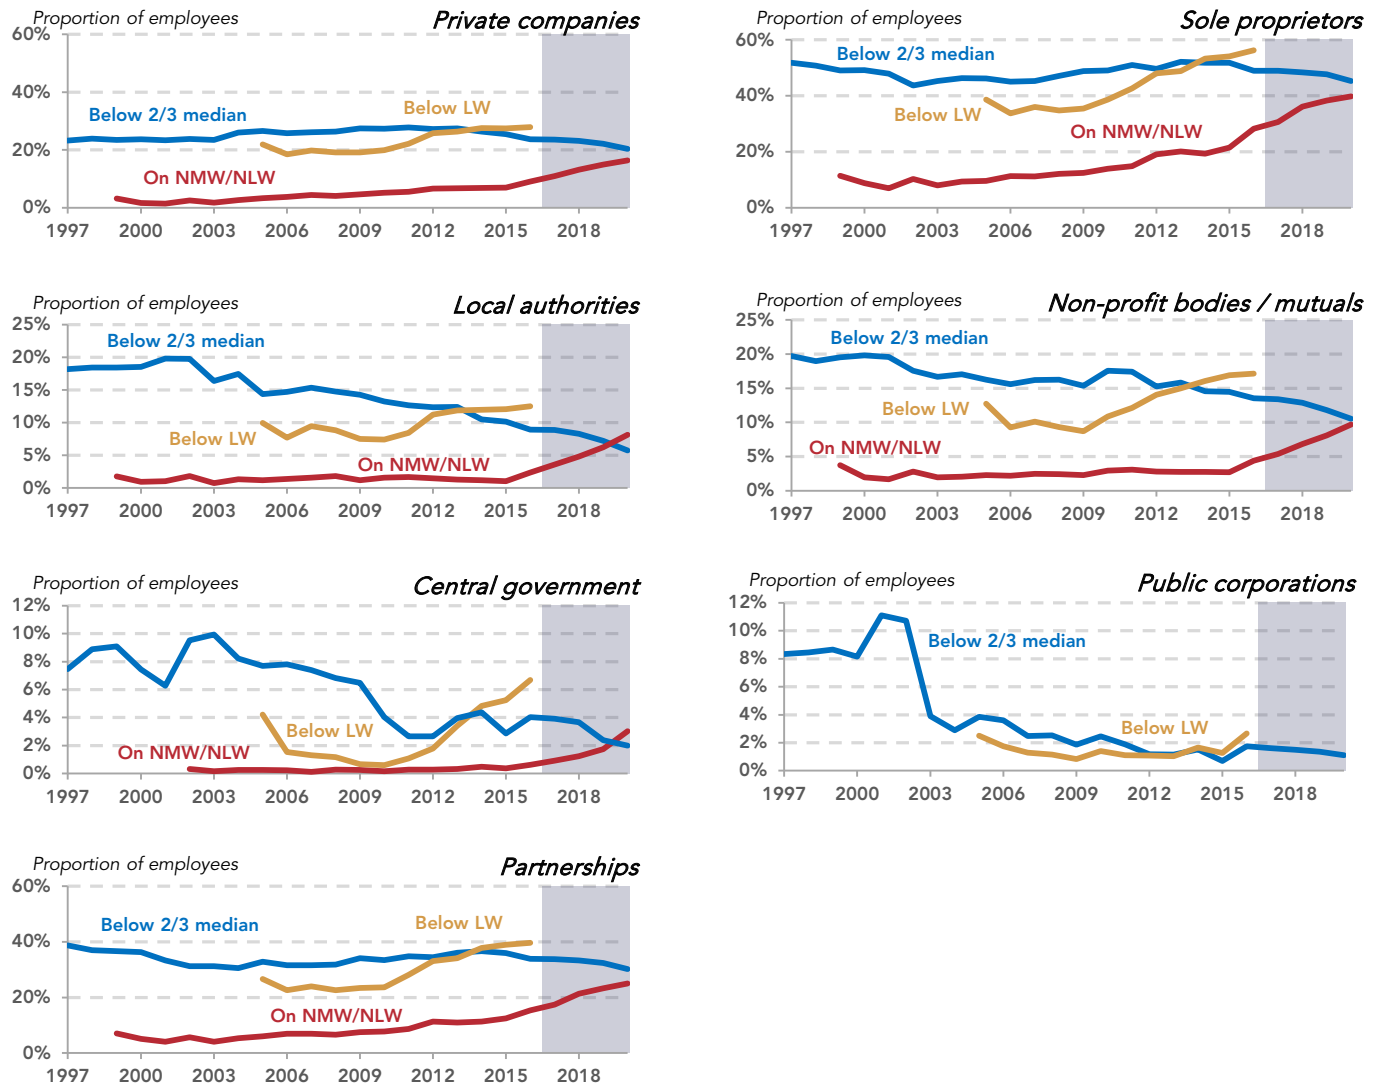 Proportion of employees
Private companies
60%
40%
20%
0%
Below 2/3 median
Below LW
On NMW/NLW
1997 2000 2003 2006 2009 2012 2015 2018
Proportion of employees
Sole proprietors
60%
40%
20%
0%
Below 2/3 median
Below LW
On NMW/NLW
1997 2000 2003 2006 2009 2012 2015 2018
Proportion of employees
Local authorities
25%
20%
15%
10%
5%
0%
Below 2/3 median
Below LW
On NMW/NLW
1997 2000 2003 2006 2009 2012 2015 2018
Proportion of employees
Non-profit bodies / mutuals
25%
20%
15%
10%
5%
0%
Below 2/3 median
Below LW
On NMW/NLW
1997 2000 2003 2006 2009 2012 2015 2018
Proportion of employees
Central government
12%
10%
8%
6%
4%
2%
0%
Below LW
On NMW/NLW
1997 2000 2003 2006 2009 2012 2015 2018
Proportion of employees
Public corporations
12%
10%
8%
6%
4%
2%
0%
Below 2/3 median
Below LW
1997 2000 2003 2006 2009 2012 2015 2018
Proportion of employees
Partnerships
60%
40%
20%
0%
Below 2/3 median
Below LW
On NMW/NLW
1997 2000 2003 2006 2009 2012 2015 2018